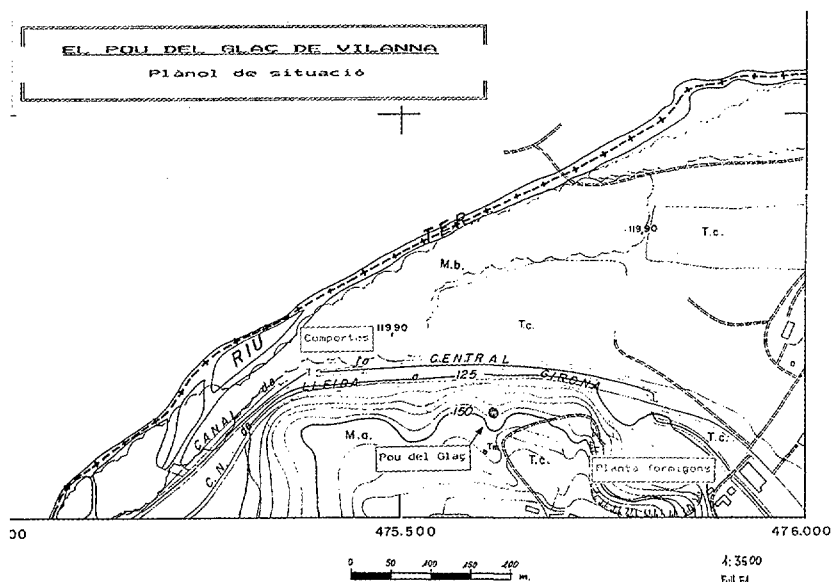 EL POU DEL GLAÇ DE VILANNA
Plànol de situació
TER
119,90
T.c.
M.b.
119,90
T.c.
Comportes
RIU
CENTRAL
LLEIDA a 125 GIRONA
CANAL de
C.N. de
150
M.a.
T.c.
Pou del Glaç
T.c.
Planta formigons
475.500
476.000
0 50 100 150 200
m.
1:3500